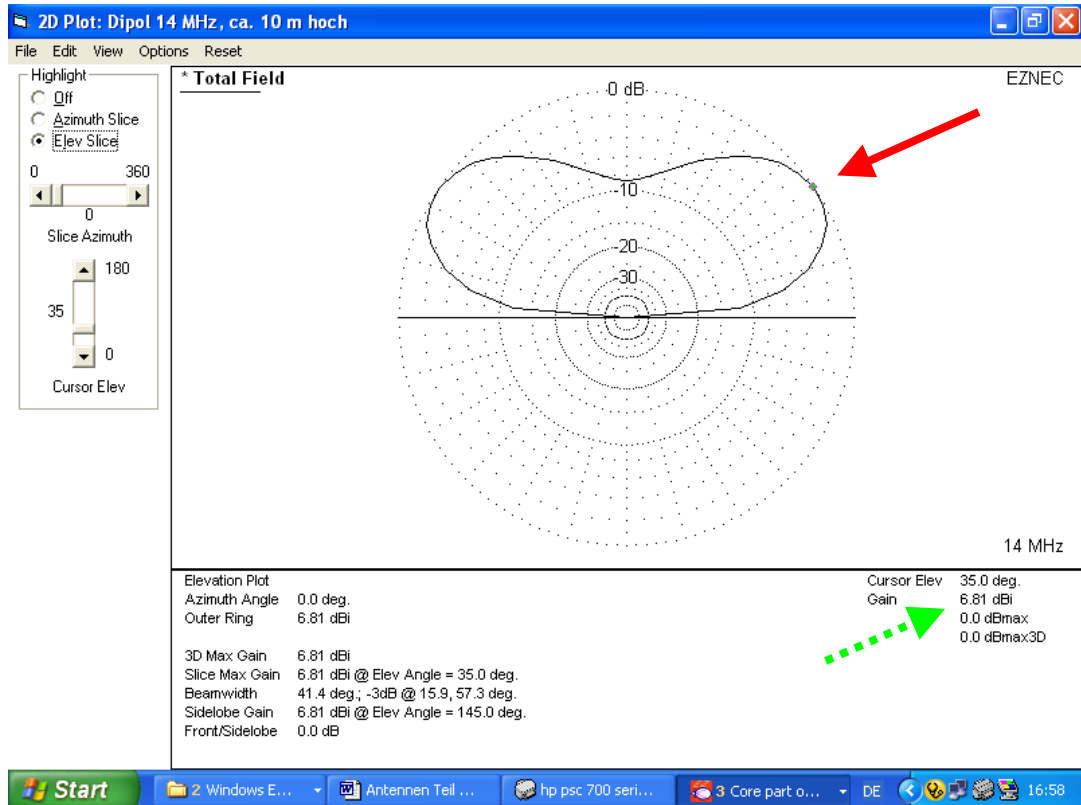 2D Plot: Dipol 14 MHz, ca. 10 m hoch
File Edit View Options Reset
Highlight
Off
Azimuth Slice
Elev Slice
0 360
0
Slice Azimuth
180
35
0
Cursor Elev
* Total Field
EZNEC
0 dB
-10
-20
-30
14 MHz
Elevation Plot
Azimuth Angle 0.0 deg.
Outer Ring 6.81 dBi
3D Max Gain 6.81 dBi
Slice Max Gain 6.81 dBi @ Elev Angle = 35.0 deg.
Beamwidth 41.4 deg.; -3dB @ 15.9, 57.3 deg.
Sidelobe Gain 6.81 dBi @ Elev Angle = 145.0 deg.
Front/Sidelobe 0.0 dB
Cursor Elev 35.0 deg.
Gain 6.81 dBi
0.0 dBmax
0.0 dBmax3D
Start 2 Windows E... Antennen Teil ... hp psc 700 seri... 3 Core part o... DE 16:58